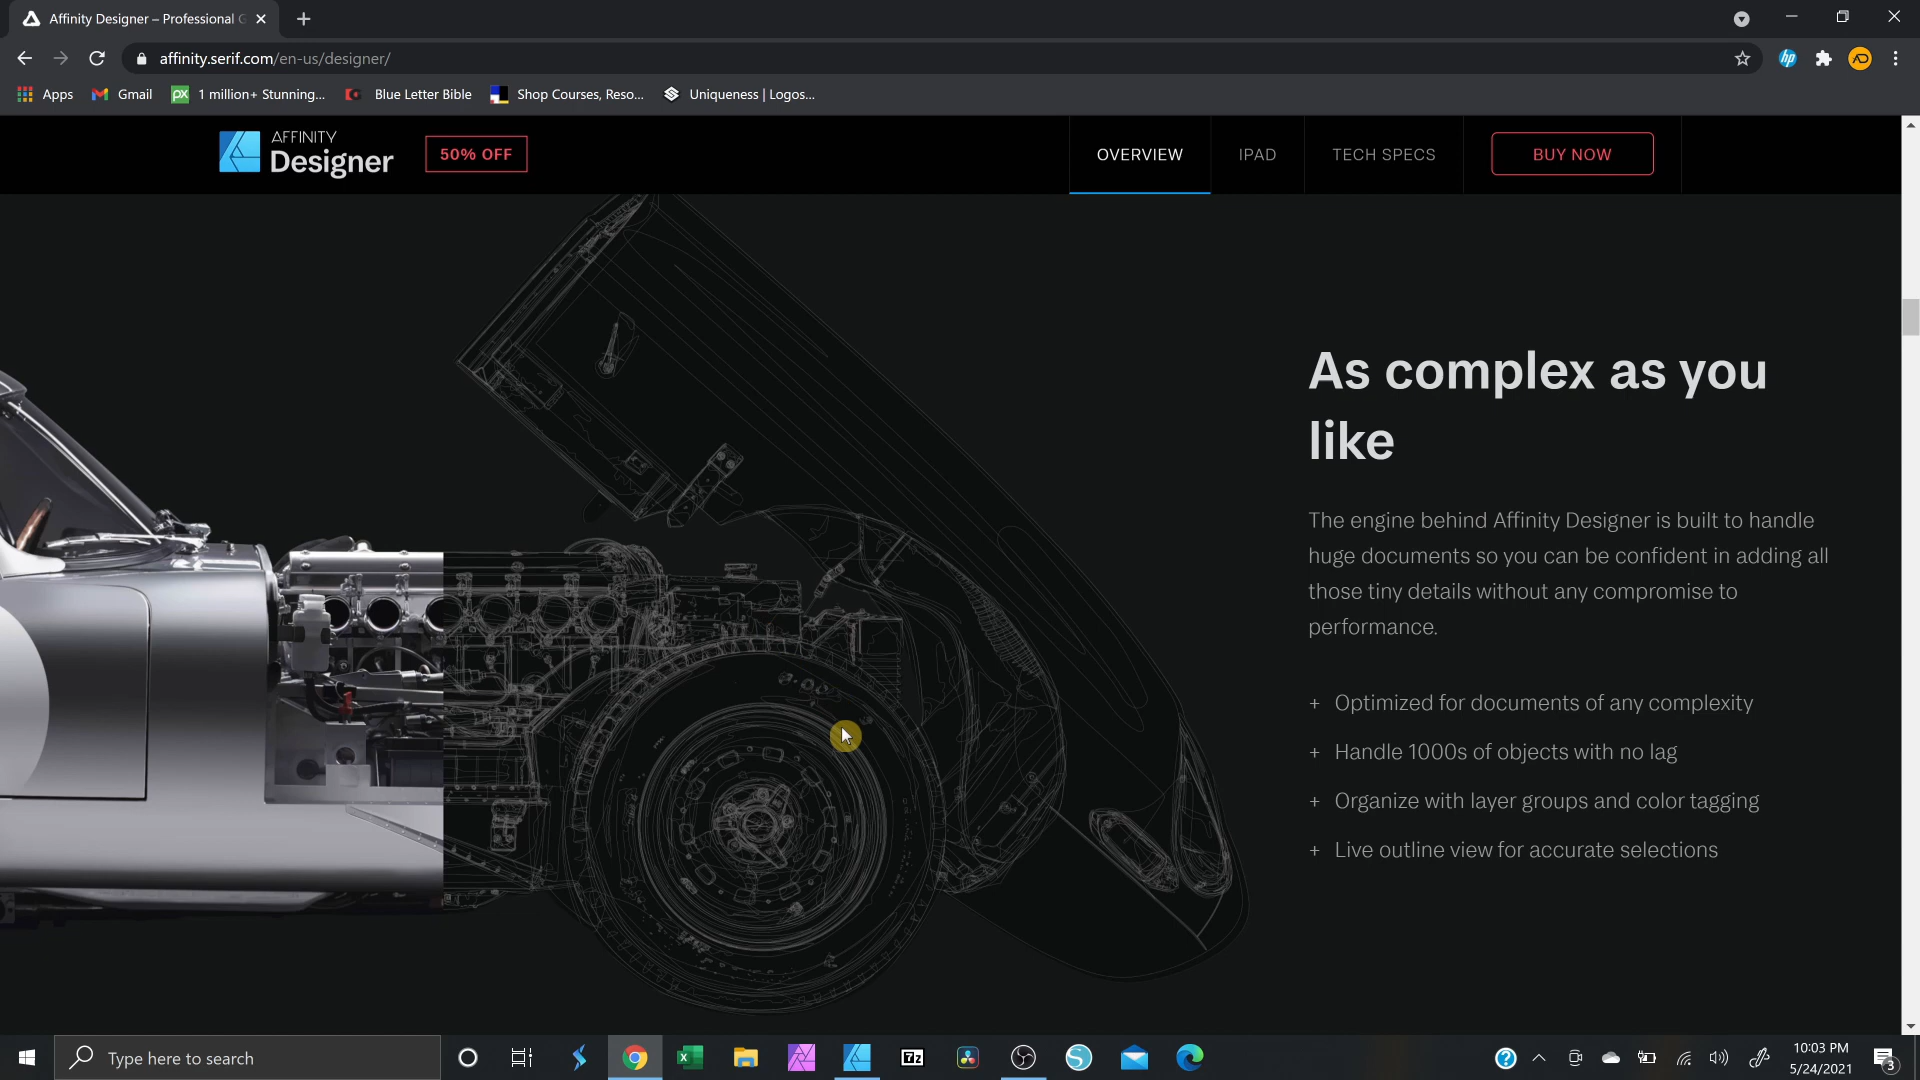 Affinity Designer – Professional G
affinity.serif.com/en-us/designer/
Apps
Gmail
1 million+ Stunning...
Blue Letter Bible
Shop Courses, Reso...
Uniqueness | Logos...
AFFINITY
Designer
50% OFF
OVERVIEW
IPAD
TECH SPECS
BUY NOW
As complex as you
like
The engine behind Affinity Designer is built to handle
huge documents so you can be confident in adding all
those tiny details without any compromise to
performance.
+ Optimized for documents of any complexity
+ Handle 1000s of objects with no lag
+ Organize with layer groups and color tagging
+ Live outline view for accurate selections
Type here to search
10:03 PM
5/24/2021
3